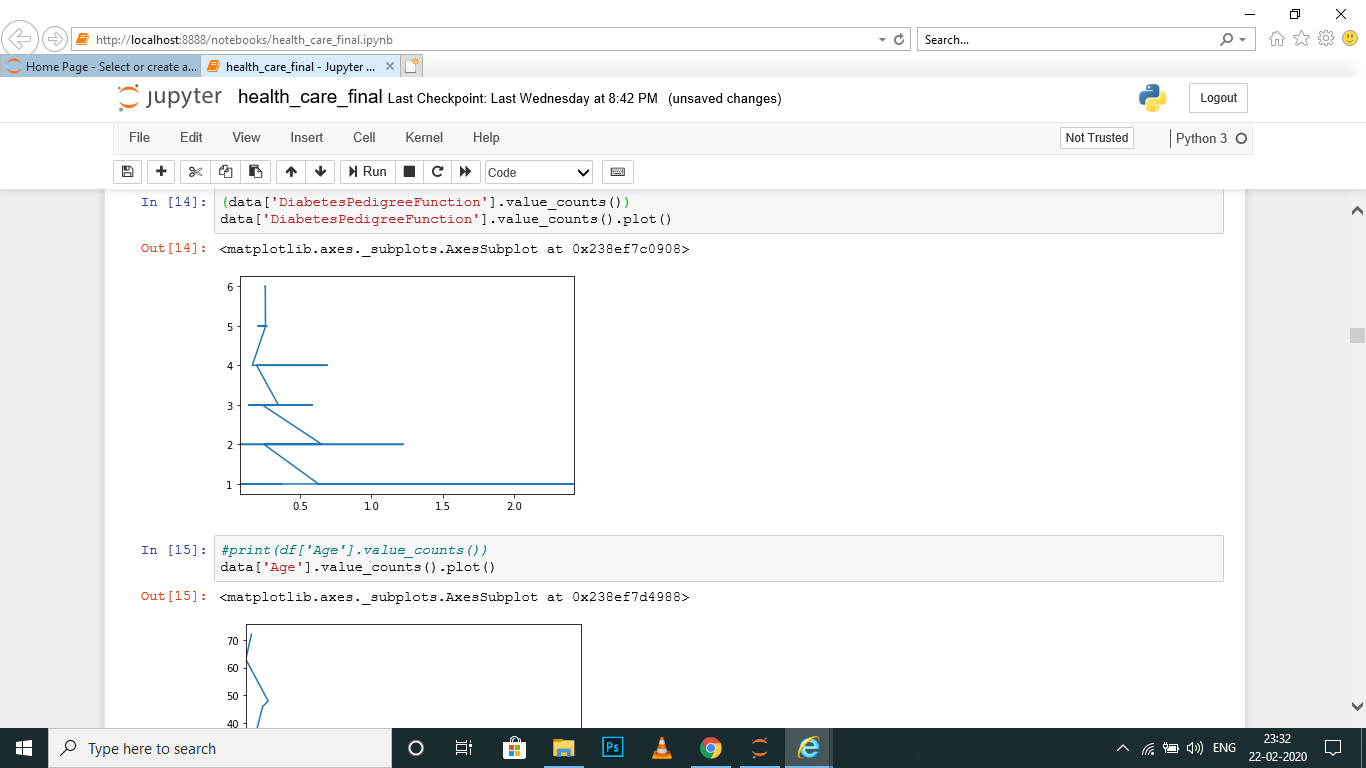 http://localhost:8888/notebooks/health_care_final.ipynb
Search...
Home Page - Select or create a...
health_care_final - Jupyter ...
jupyter health_care_final Last Checkpoint: Last Wednesday at 8:42 PM (unsaved changes)
Logout
File Edit View Insert Cell Kernel Help
Not Trusted
Python 3
Run
Code
In [14]: (data['DiabetesPedigreeFunction'].value_counts())
data['DiabetesPedigreeFunction'].value_counts().plot()
Out[14]: <matplotlib.axes._subplots.AxesSubplot at 0x238ef7c0908>
6
5
4
3
2
1
0.5 1.0 1.5 2.0
In [15]: #print(df['Age'].value_counts())
data['Age'].value_counts().plot()
Out[15]: <matplotlib.axes._subplots.AxesSubplot at 0x238ef7d4988>
70
60
50
40
Type here to search
Ps
ENG
23:32
22-02-2020